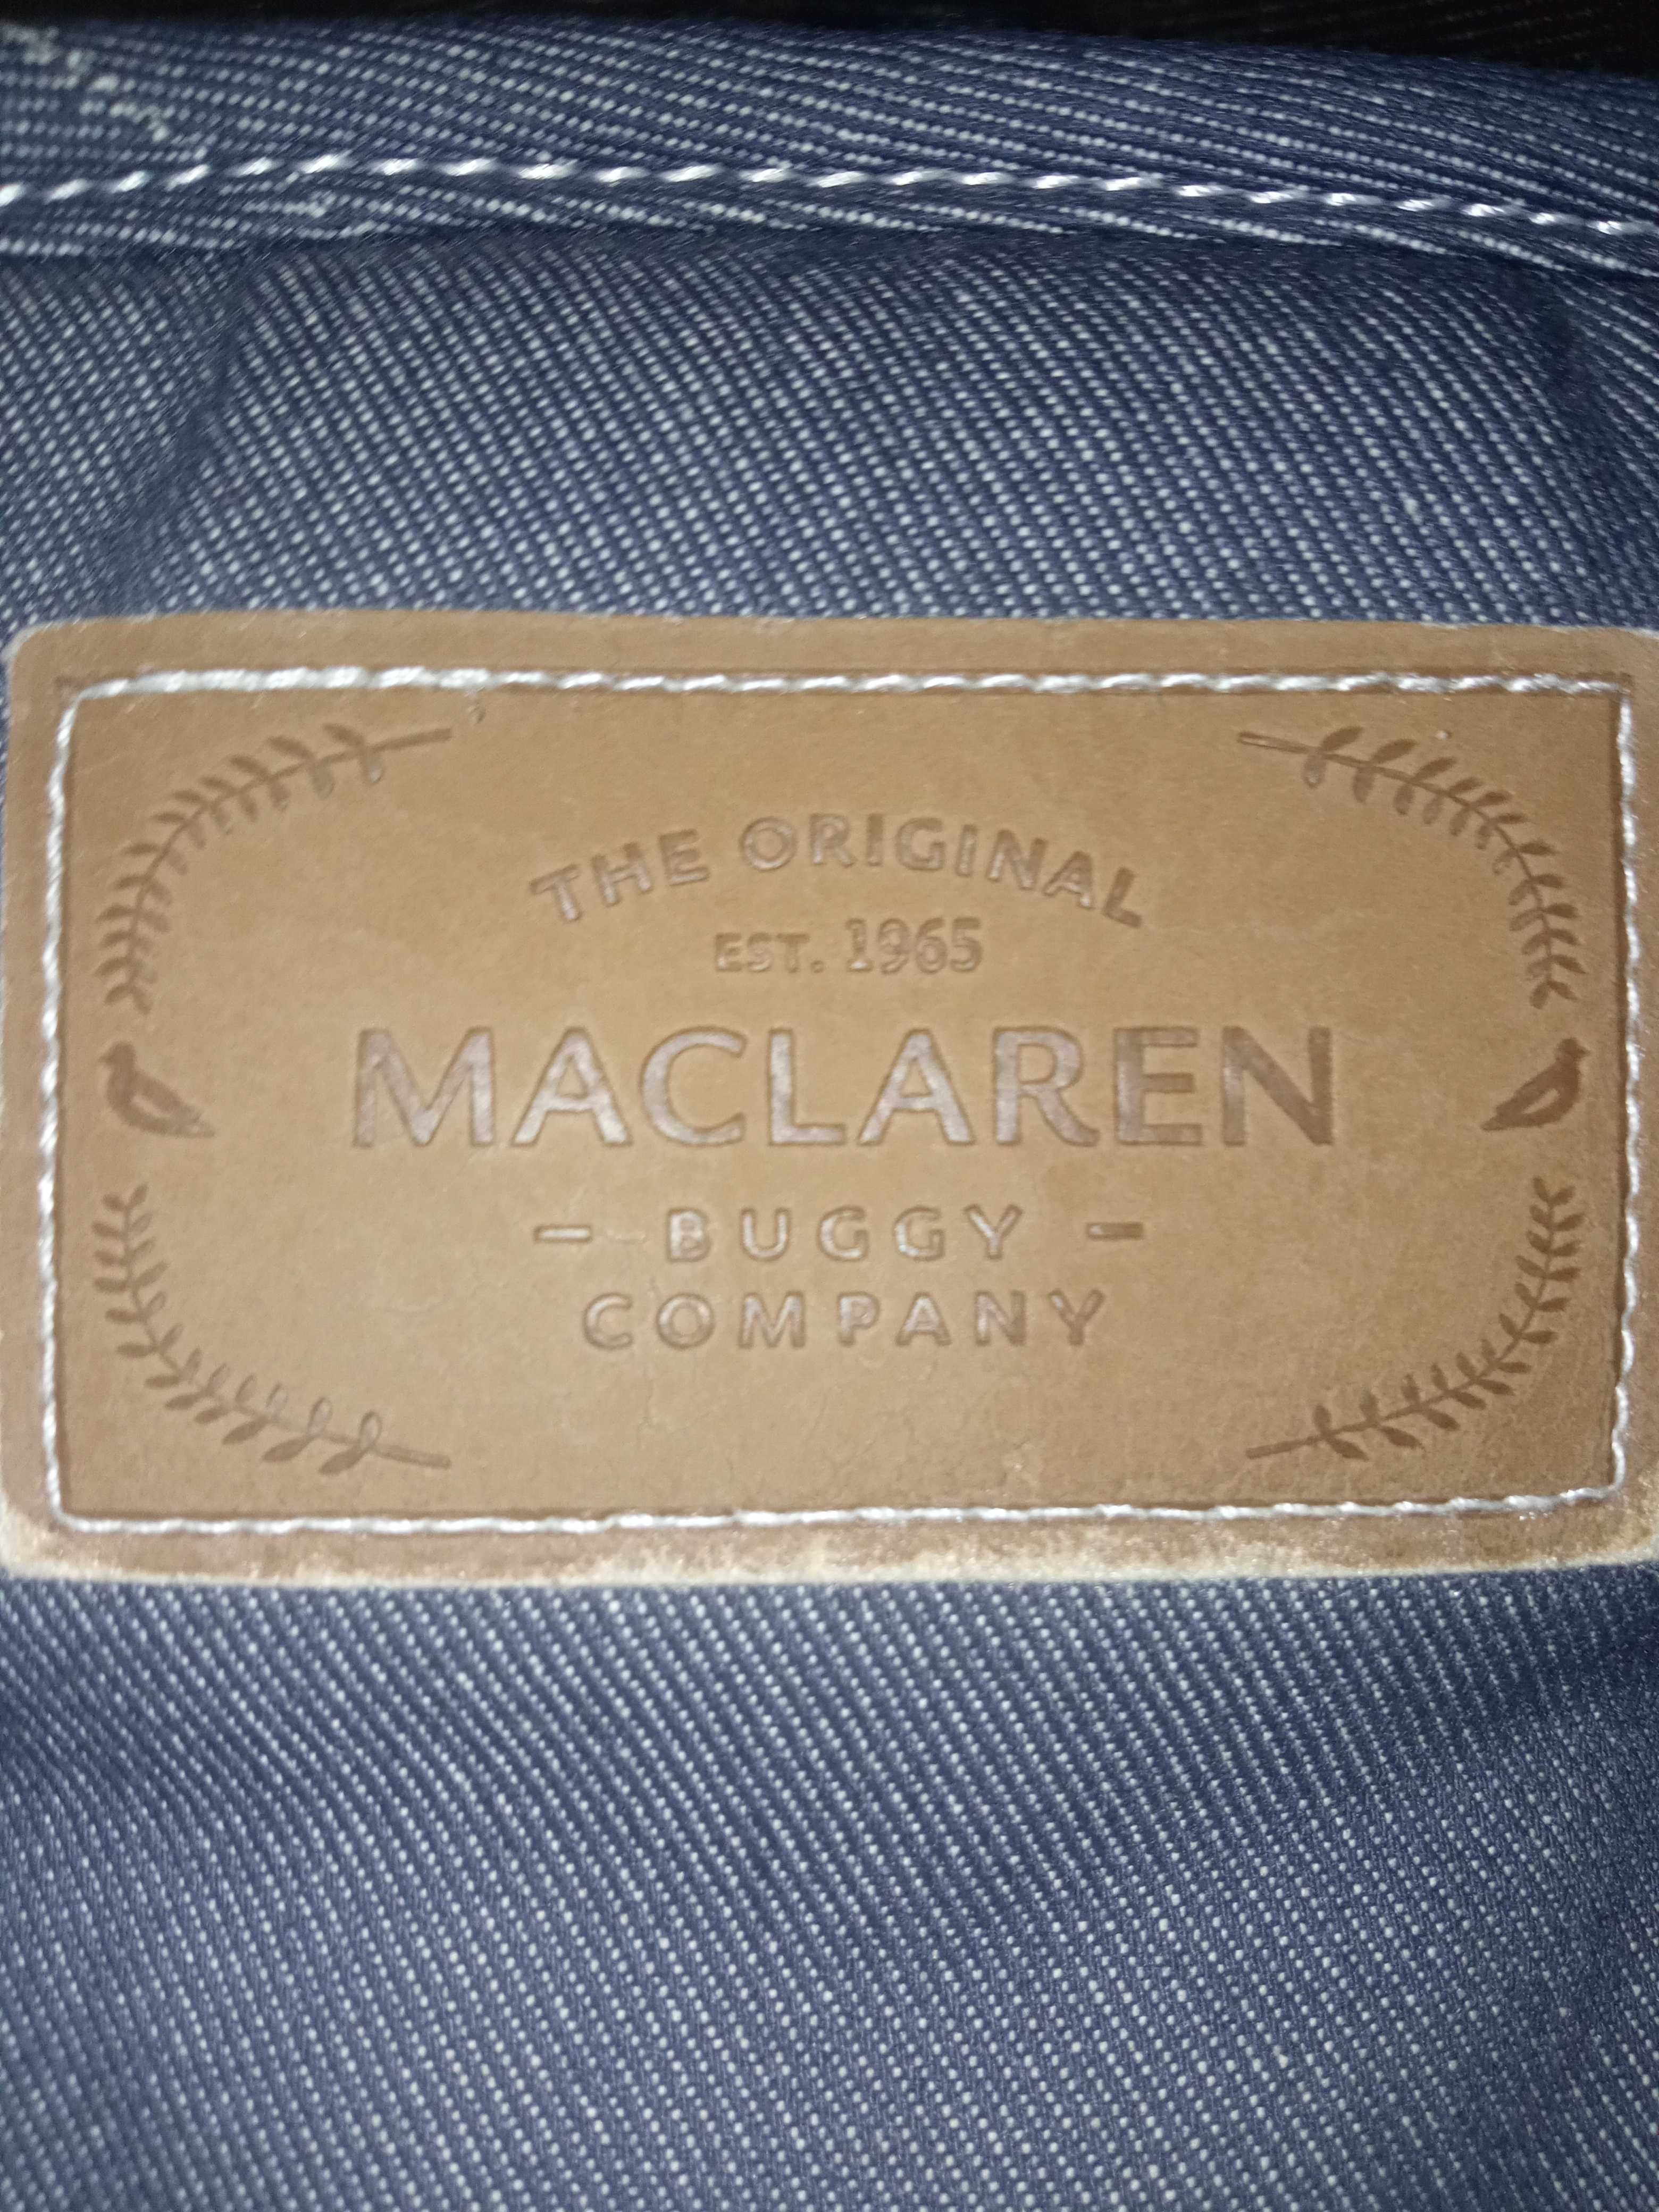 THE ORIGINAL
EST. 1965
MACLAREN
- BUGGY -
COMPANY